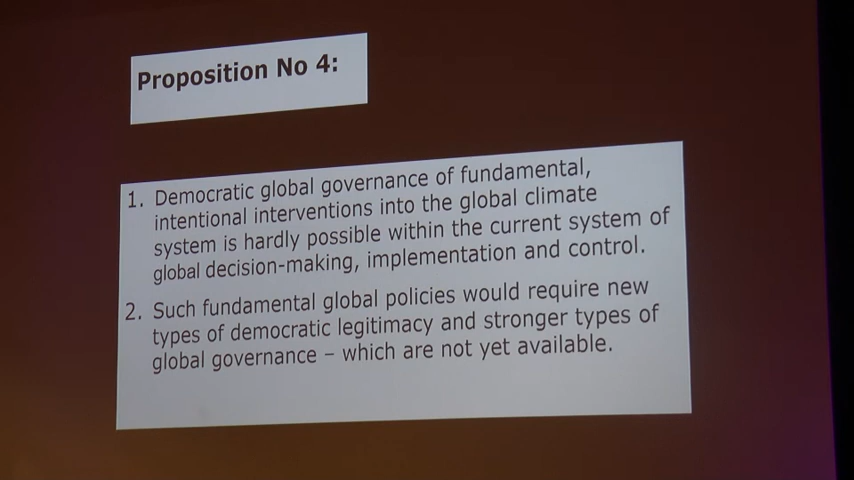 Proposition No 4:
1. Democratic global governance of fundamental,
intentional interventions into the global climate
system is hardly possible within the current system of
global decision-making, implementation and control.
2. Such fundamental global policies would require new
types of democratic legitimacy and stronger types of
global governance – which are not yet available.